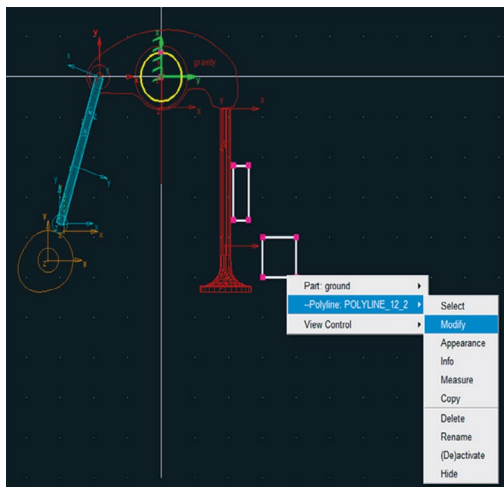 gravity
Part: ground
--Polyline: POLYLINE_12_2
View Control
Select
Modify
Appearance
Info
Measure
Copy
Delete
Rename
(De)activate
Hide